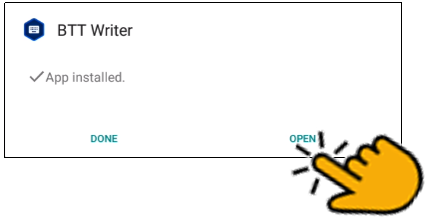 BTT Writer
App installed.
DONE OPEN